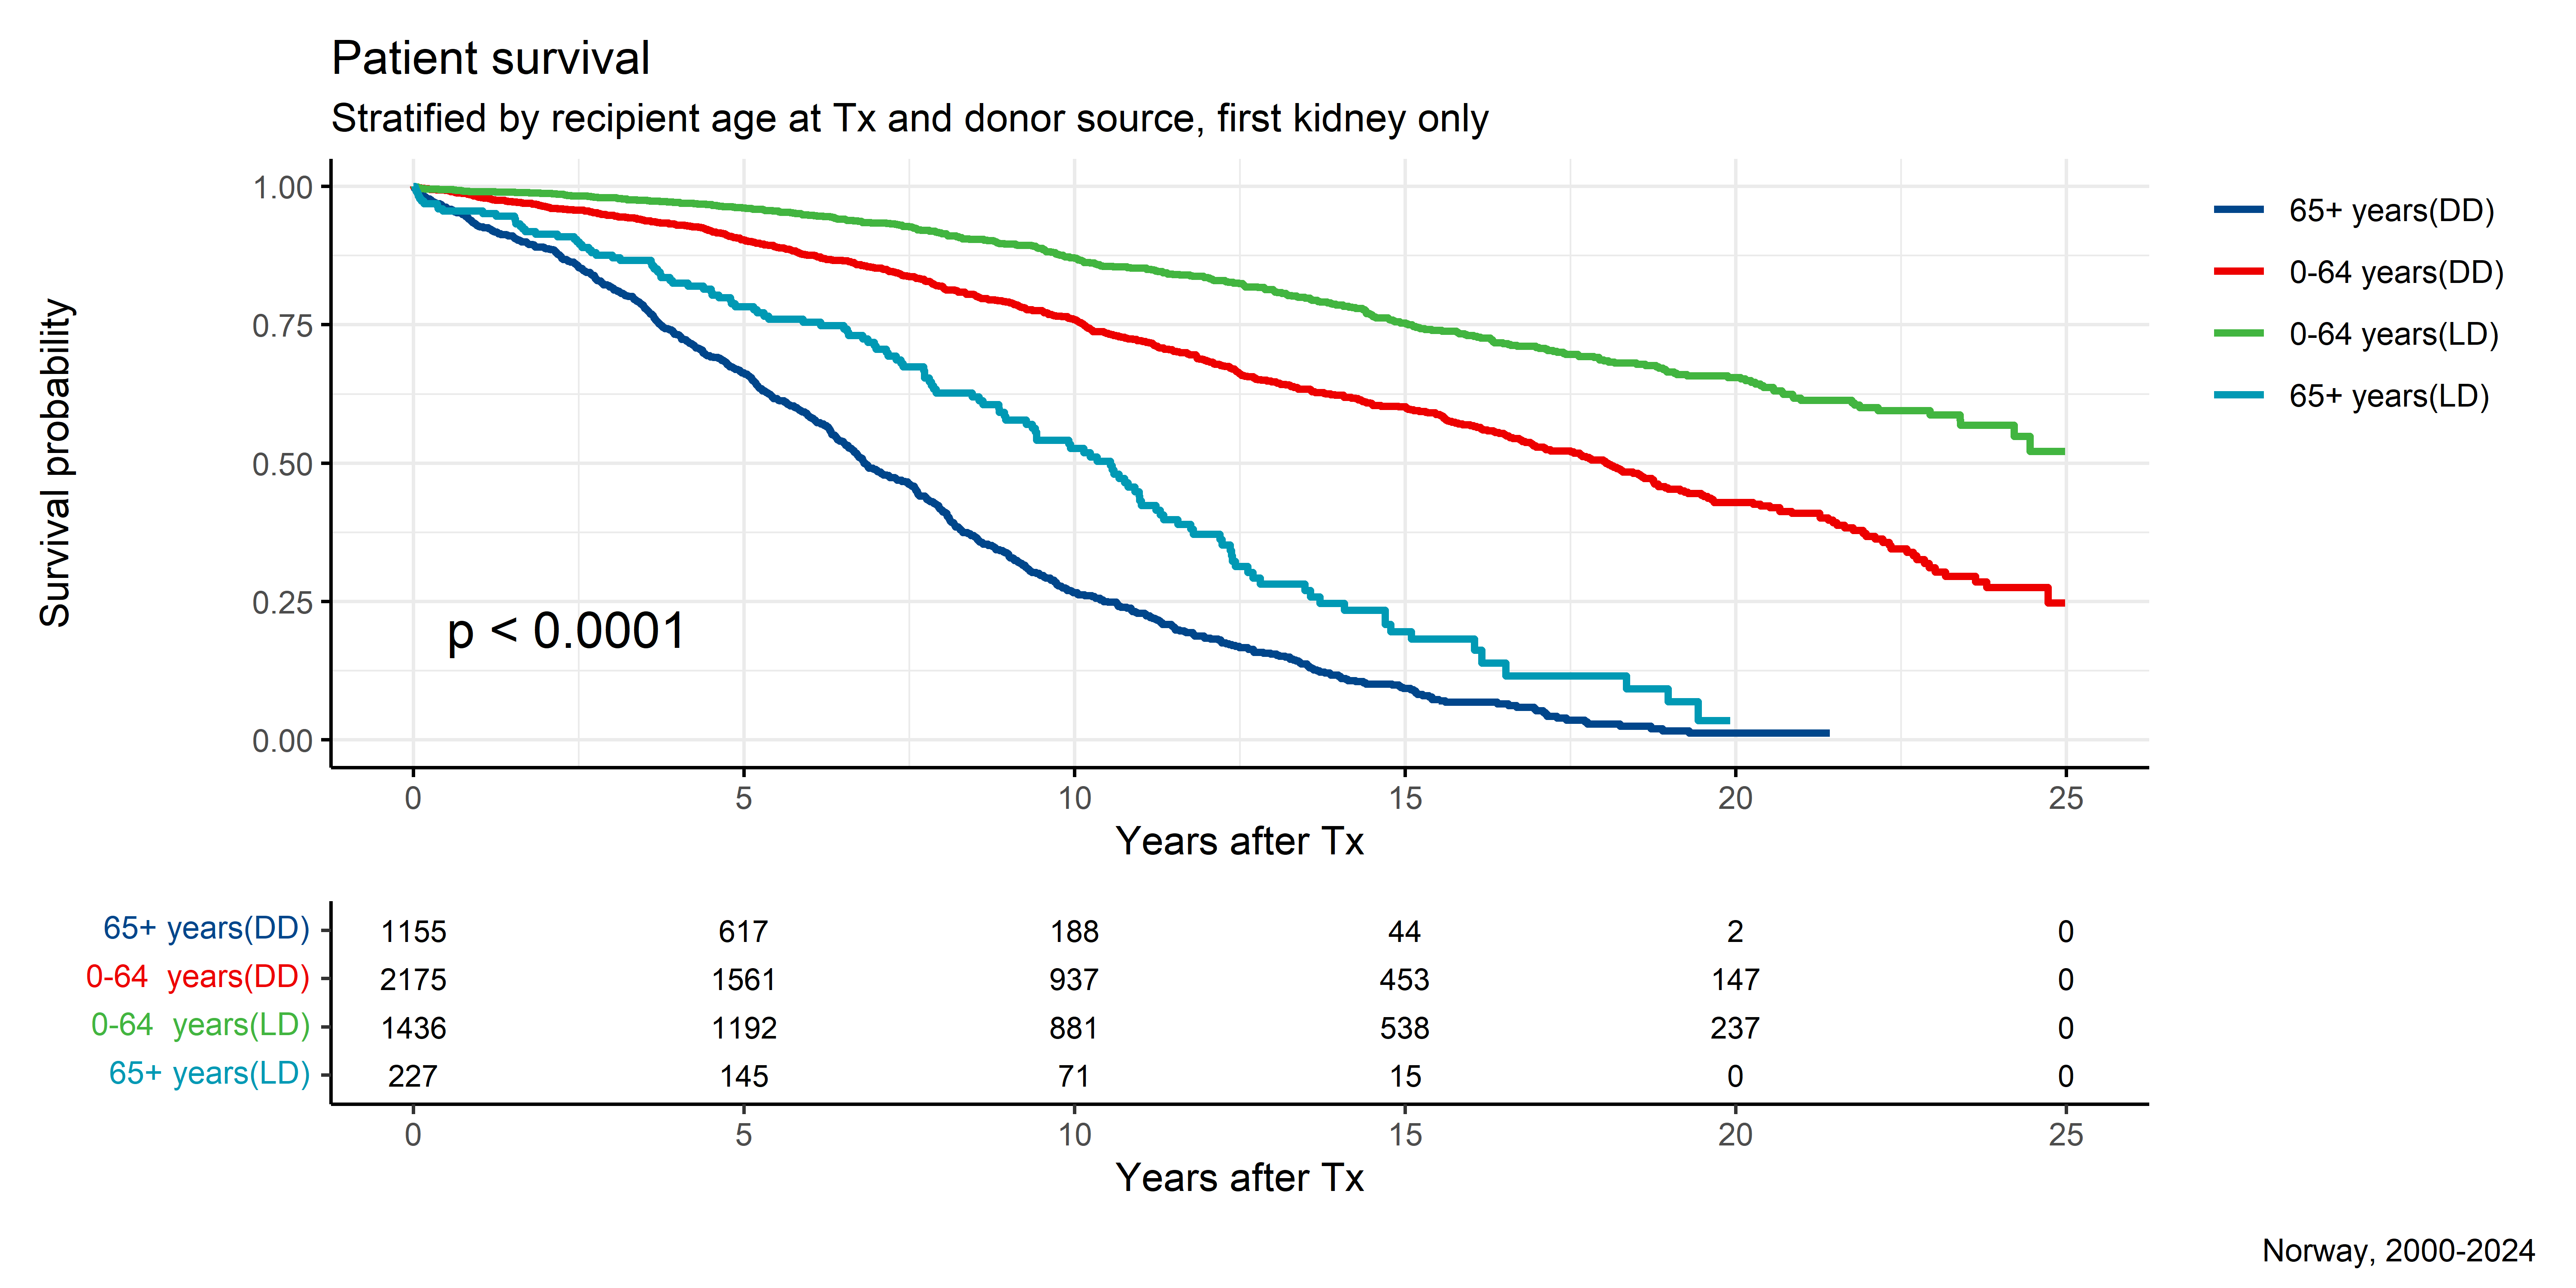 Patient survival
Stratified by recipient age at Tx and donor source, first kidney only
Survival probability
1.00
0.75
0.50
0.25
0.00
p < 0.0001
0 5 10 15 20 25
Years after Tx
65+ years(DD)
0-64 years(DD)
0-64 years(LD)
65+ years(LD)
65+ years(DD) 1155 617 188 44 2 0
0-64 years(DD) 2175 1561 937 453 147 0
0-64 years(LD) 1436 1192 881 538 237 0
65+ years(LD) 227 145 71 15 0 0
0 5 10 15 20 25
Years after Tx
Norway, 2000-2024